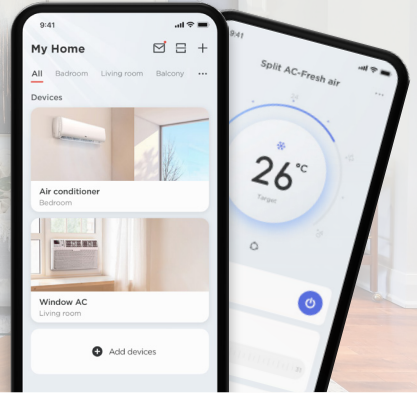 9:41
My Home
All Badroom Living room Balcony ...
Devices
Air conditioner
Bedroom
Window AC
Living room
Add devices
9:41
Split AC-Fresh air
...
26°C
Target